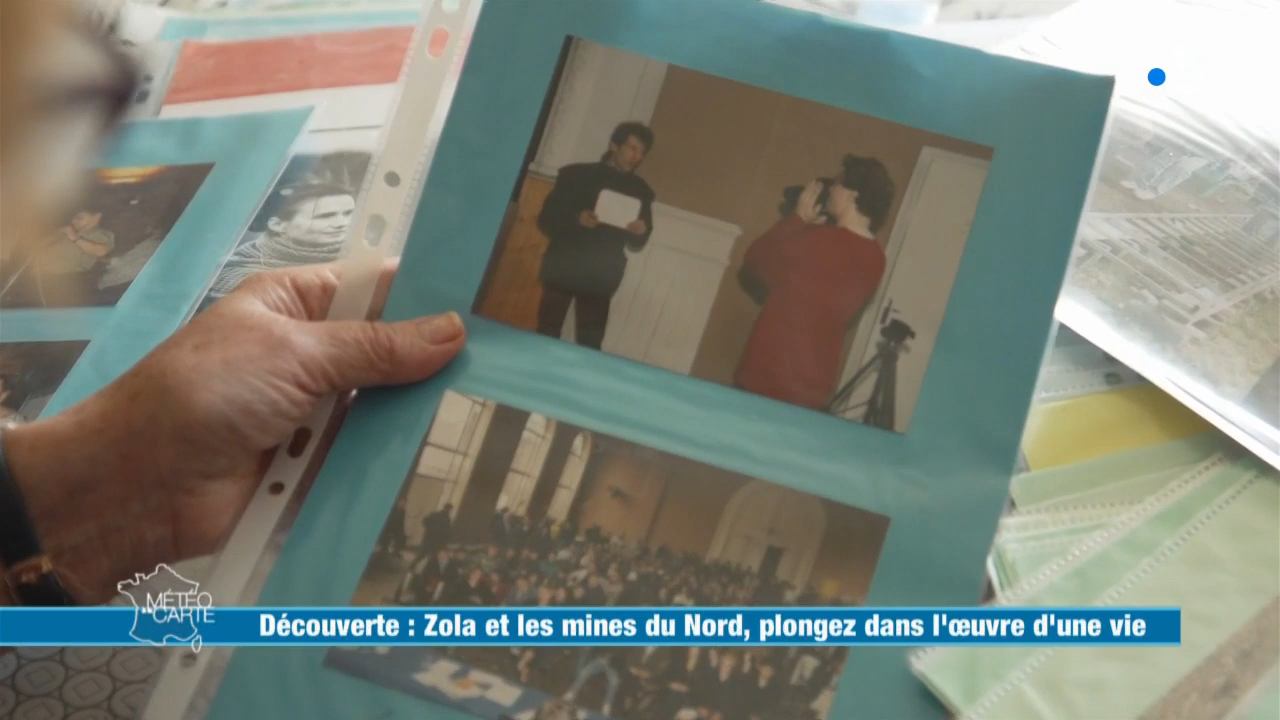 MÉTÉO
CARTE
Découverte : Zola et les mines du Nord, plongez dans l'œuvre d'une vie